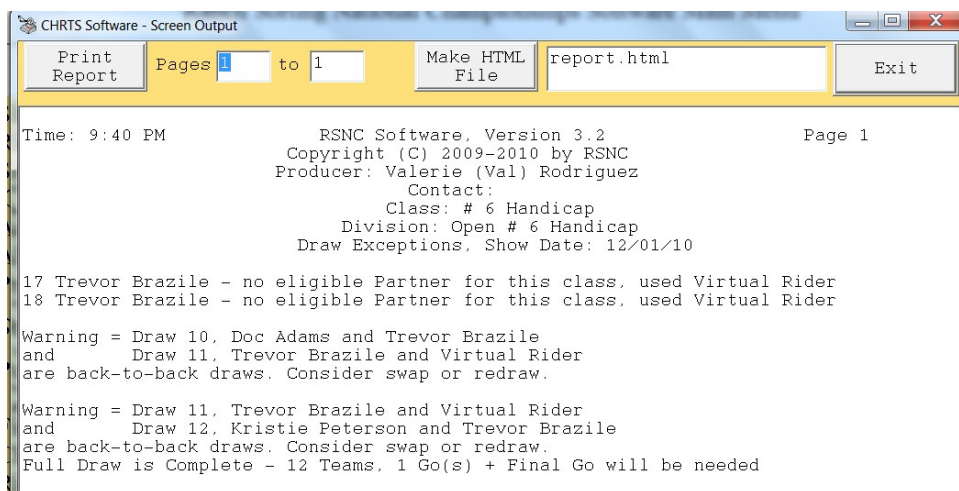 CHRTS Software - Screen Output
Print Report Pages 1 to 1 Make HTML File report.html Exit
Time: 9:40 PM RSNC Software, Version 3.2 Page 1
Copyright (C) 2009-2010 by RSNC
Producer: Valerie (Val) Rodriguez
Contact:
Class: # 6 Handicap
Division: Open # 6 Handicap
Draw Exceptions, Show Date: 12/01/10
17 Trevor Brazile - no eligible Partner for this class, used Virtual Rider
18 Trevor Brazile - no eligible Partner for this class, used Virtual Rider
Warning = Draw 10, Doc Adams and Trevor Brazile
and Draw 11, Trevor Brazile and Virtual Rider
are back-to-back draws. Consider swap or redraw.
Warning = Draw 11, Trevor Brazile and Virtual Rider
and Draw 12, Kristie Peterson and Trevor Brazile
are back-to-back draws. Consider swap or redraw.
Full Draw is Complete - 12 Teams, 1 Go(s) + Final Go will be needed